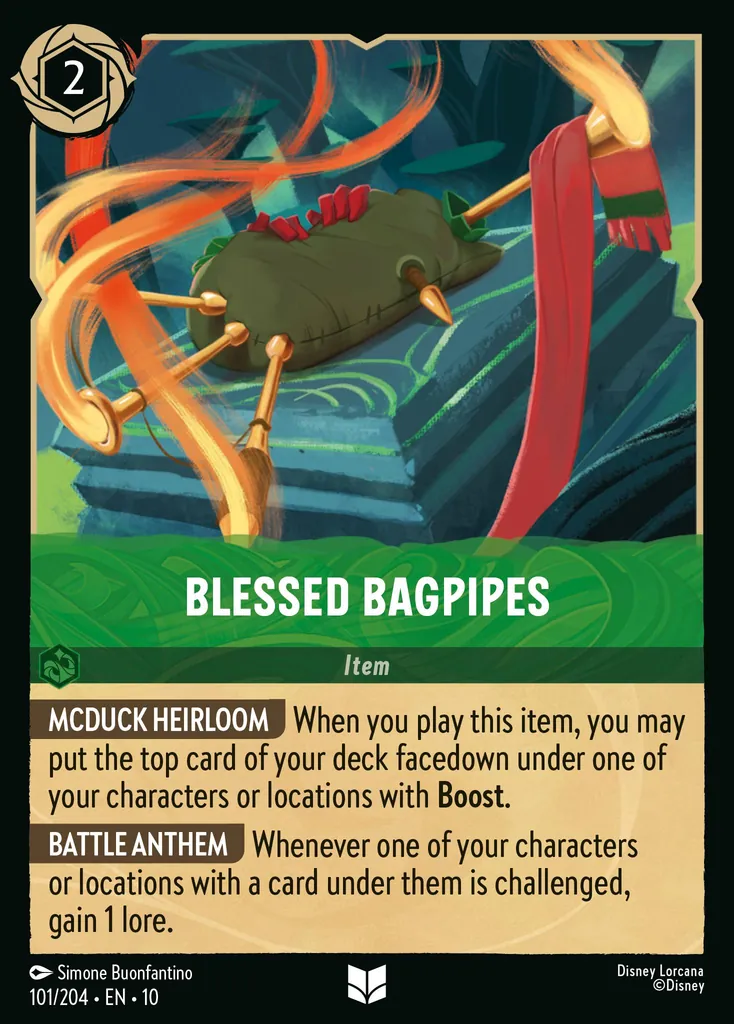 2
BLESSED BAGPIPES
Item
MCDUCK HEIRLOOM When you play this item, you may
put the top card of your deck facedown under one of
your characters or locations with Boost.
BATTLE ANTHEM Whenever one of your characters
or locations with a card under them is challenged,
gain 1 lore.
Simone Buonfantino
101/204 • EN • 10
Disney Lorcana
©Disney